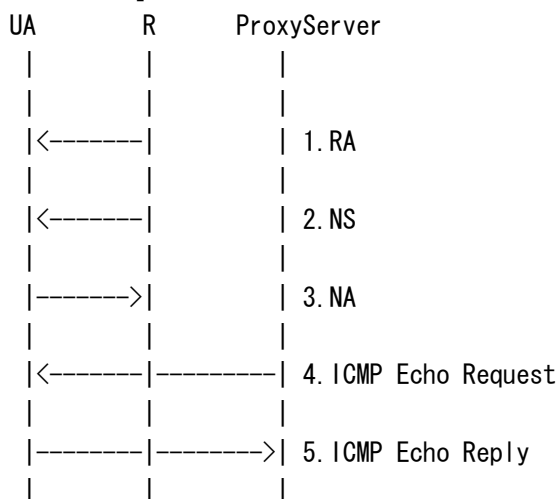 UA R ProxyServer
| | |
| | |
|<-------| | 1.RA
| | |
|<-------| | 2.NS
| | |
|------->| | 3.NA
| | |
|<-------|---------| 4.ICMP Echo Request
| | |
|--------|-------->| 5.ICMP Echo Reply
| | |